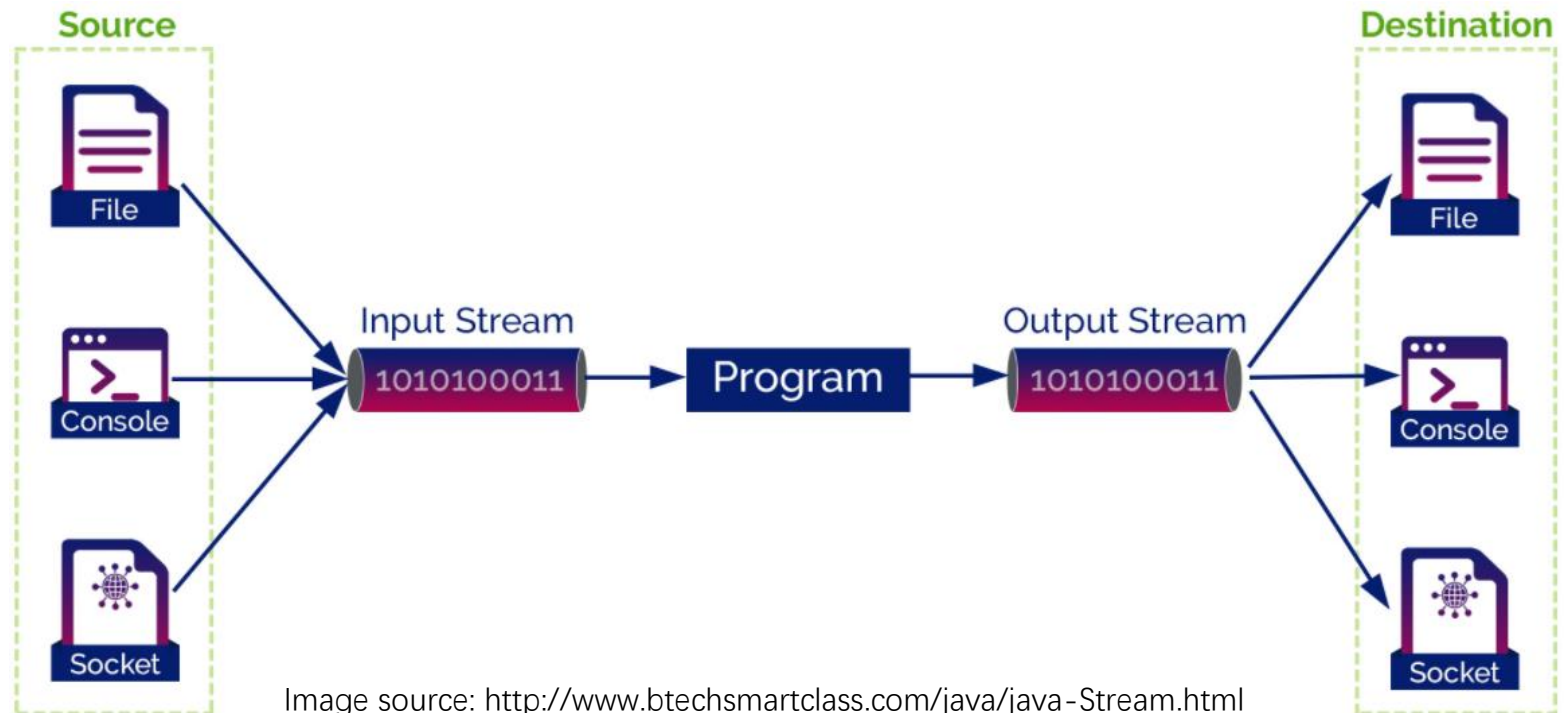 Source
Destination
File
File
Input Stream
Output Stream
1010100011
Program
1010100011
>_
Console
>_
Console
Socket
Socket
Image source: http://www.btechsmartclass.com/java/java-Stream.html